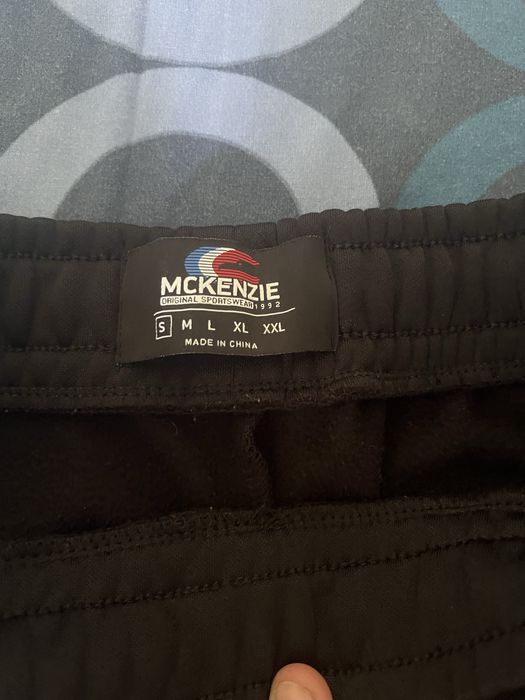 MCKENZIE
ORIGINAL SPORTSWEAR 1992
S M L XL XXL
MADE IN CHINA